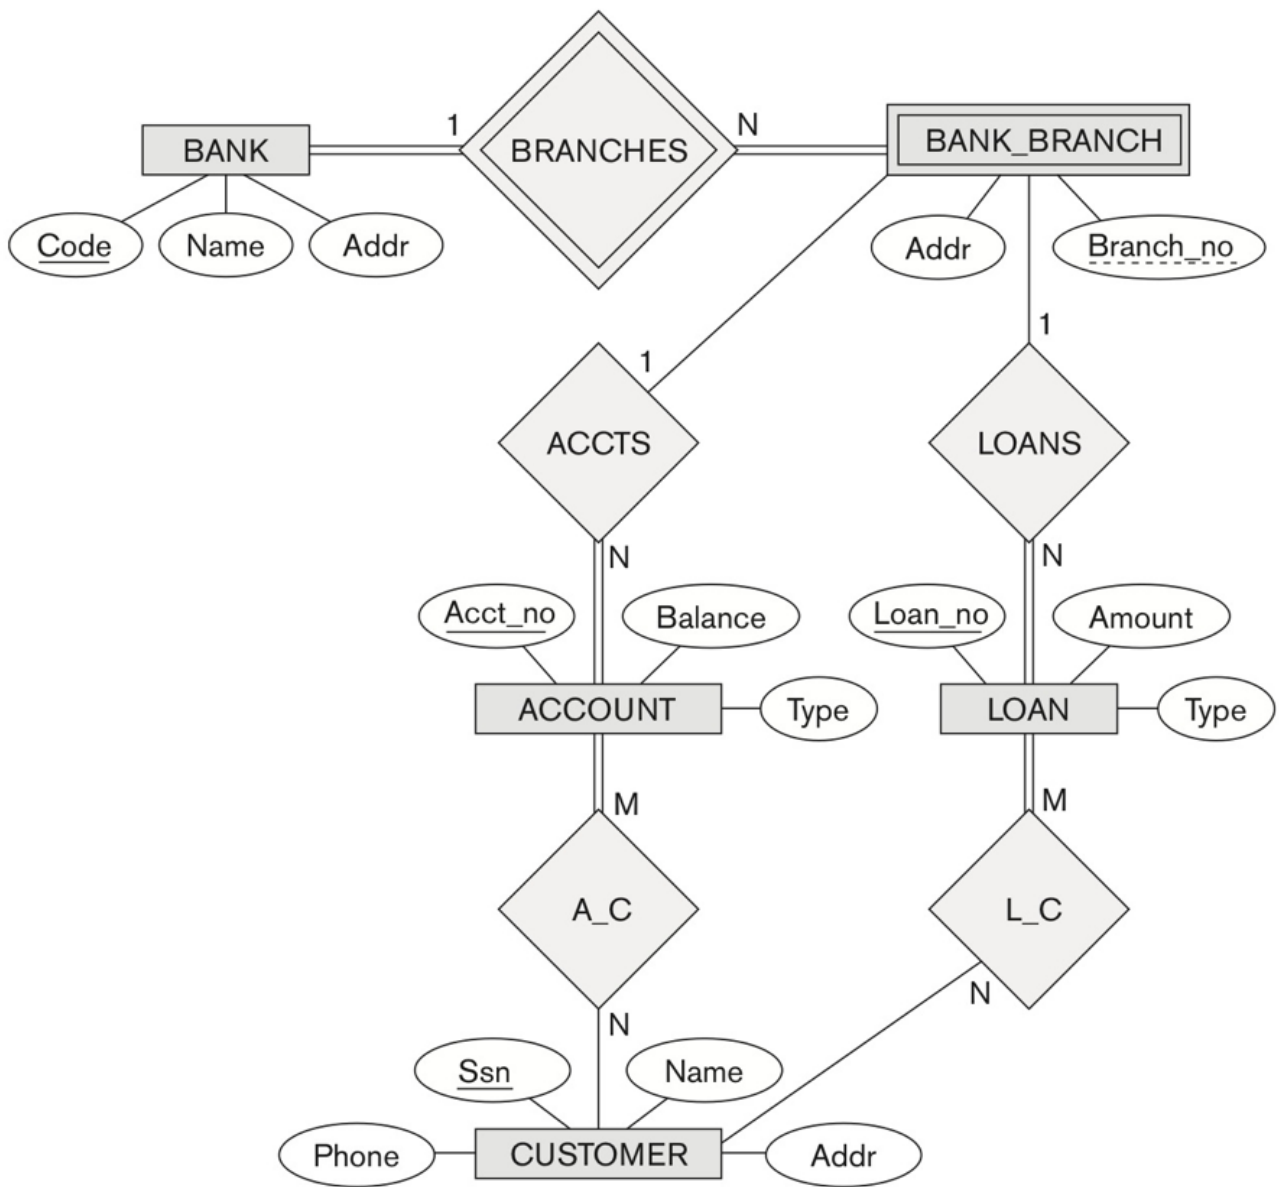 1
N
BANK
BRANCHES
BANK_BRANCH
Code
Name
Addr
Addr
Branch_no
1
1
ACCTS
LOANS
N
N
Acct_no
Balance
Loan_no
Amount
ACCOUNT
Type
LOAN
Type
M
M
A_C
L_C
N
N
Ssn
Name
Phone
CUSTOMER
Addr